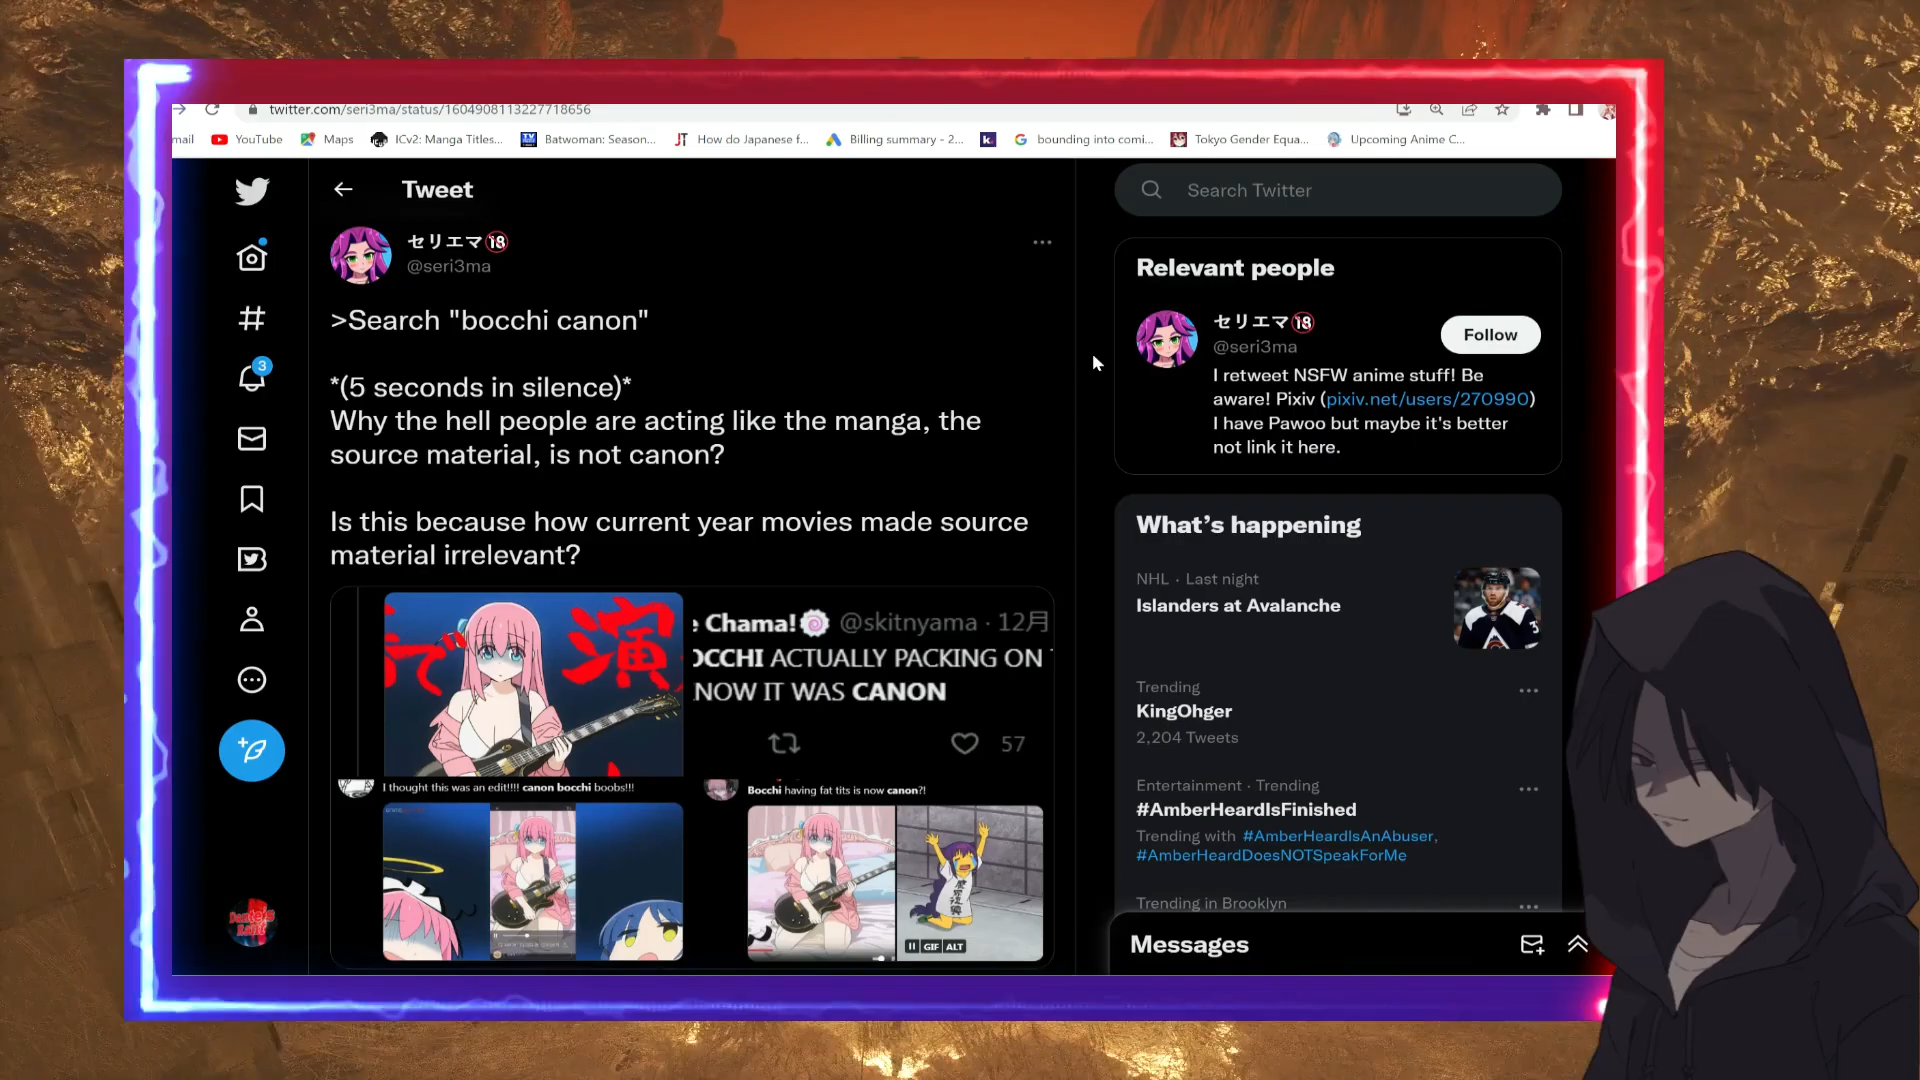 twitter.com/seri3ma/status/1604908113227718656
mail
YouTube
Maps
ICv2: Manga Titles...
Batwoman: Season...
How do Japanese f...
Billing summary - 2...
k.
bounding into comi...
Tokyo Gender Equa...
Upcoming Anime C...
Tweet
セリエマ🔞
@seri3ma
>Search "bocchi canon"
*(5 seconds in silence)*
Why the hell people are acting like the manga, the
source material, is not canon?
Is this because how current year movies made source
material irrelevant?
e Chama!🍥 @skitnyama · 12月
OCCHI ACTUALLY PACKING ON
NOW IT WAS CANON
57
演
I thought this was an edit!!!! canon bocchi boobs!!!
Bocchi having fat tits is now canon?!
GIF ALT
3
Search Twitter
Relevant people
セリエマ🔞
@seri3ma
Follow
I retweet NSFW anime stuff! Be
aware! Pixiv (pixiv.net/users/270990)
I have Pawoo but maybe it's better
not link it here.
What's happening
NHL · Last night
Islanders at Avalanche
Trending
KingOhger
2,204 Tweets
Entertainment · Trending
#AmberHeardIsFinished
Trending with #AmberHeardIsAnAbuser,
#AmberHeardDoesNOTSpeakForMe
Trending in Brooklyn
Messages